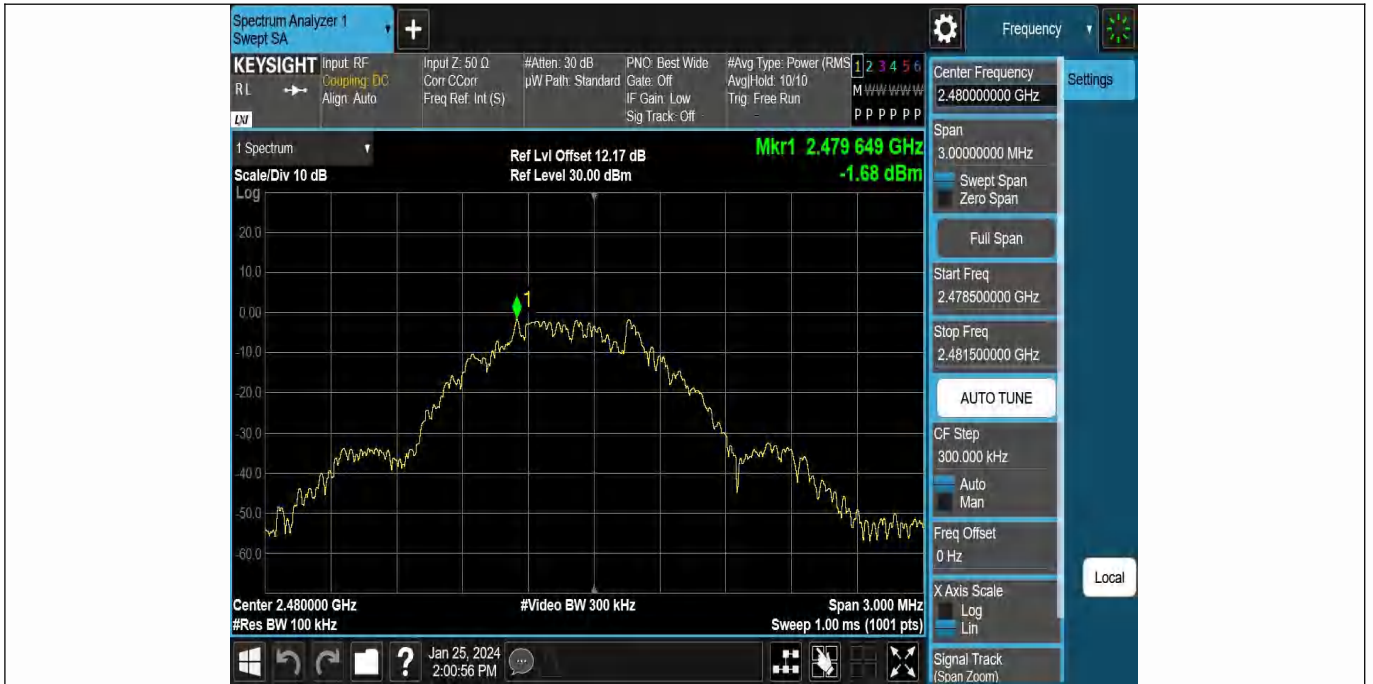 Spectrum Analyzer 1
Swept SA
+
Frequency
KEYSIGHT
RL
LXI
Input: RF
Coupling: DC
Align: Auto
Input Z: 50 Ω
Corr CCorr
Freq Ref: Int (S)
#Atten: 30 dB
µW Path: Standard
PNO: Best Wide
Gate: Off
IF Gain: Low
Sig Track: Off
#Avg Type: Power (RMS
Avg|Hold: 10/10
Trig: Free Run
1 2 3 4 5 6
M W W W W W
P P P P P P
Center Frequency
2.480000000 GHz
Settings
1 Spectrum
Scale/Div 10 dB
Log
Ref Lvl Offset 12.17 dB
Ref Level 30.00 dBm
Mkr1 2.479 649 GHz
-1.68 dBm
20.0
10.0
0.00
-10.0
-20.0
-30.0
-40.0
-50.0
-60.0
1
Center 2.480000 GHz
#Res BW 100 kHz
#Video BW 300 kHz
Span 3.000 MHz
Sweep 1.00 ms (1001 pts)
Span
3.00000000 MHz
Swept Span
Zero Span
Full Span
Start Freq
2.478500000 GHz
Stop Freq
2.481500000 GHz
AUTO TUNE
CF Step
300.000 kHz
Auto
Man
Freq Offset
0 Hz
X Axis Scale
Log
Lin
Signal Track
(Span Zoom)
Local
?
Jan 25, 2024
2:00:56 PM